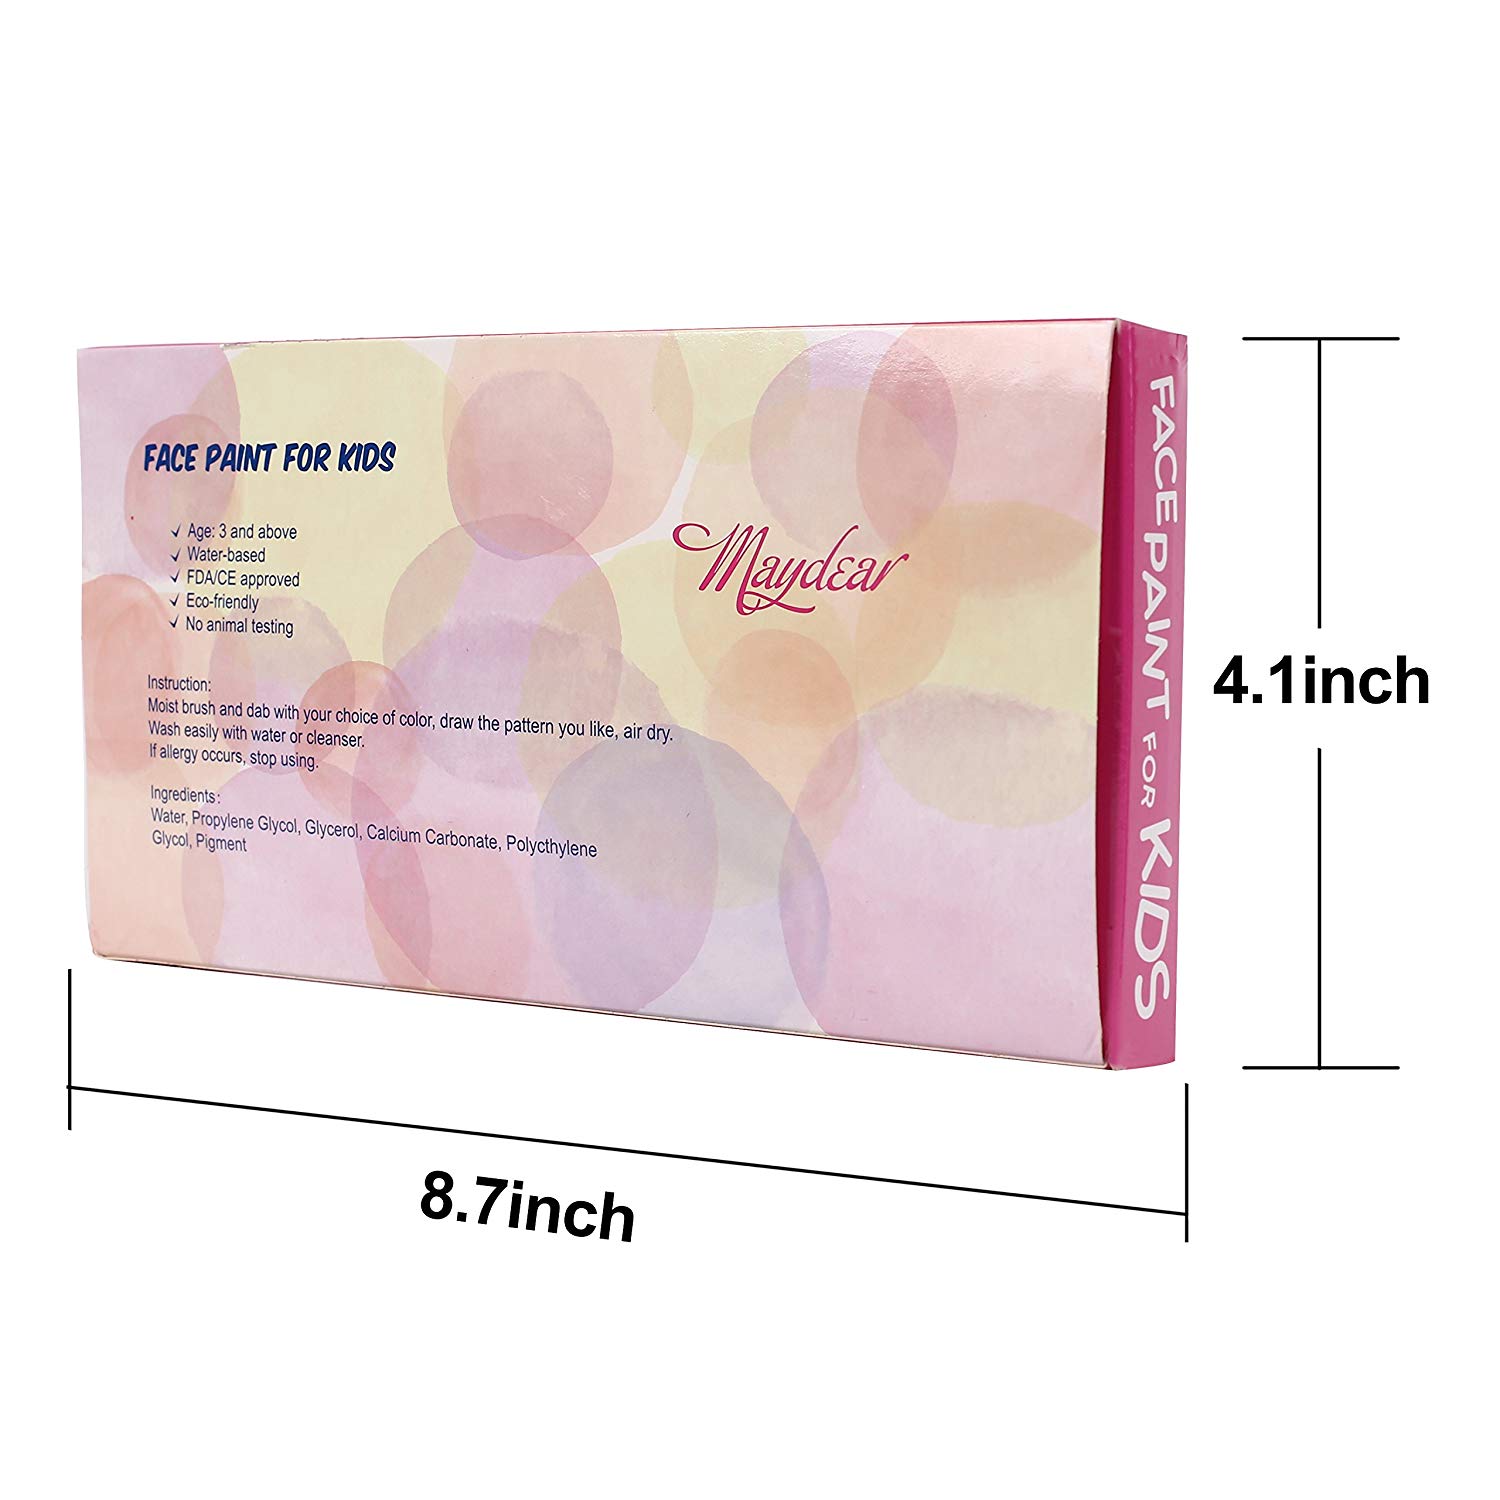 FACE PAINT FOR KIDS
✓ Age: 3 and above
✓ Water-based
✓ FDA/CE approved
✓ Eco-friendly
✓ No animal testing
Instruction:
Moist brush and dab with your choice of color, draw the pattern you like, air dry.
Wash easily with water or cleanser.
If allergy occurs, stop using.
Ingredients:
Water, Propylene Glycol, Glycerol, Calcium Carbonate, Polycthylene
Glycol, Pigment
Maydear
FACE PAINT FOR KIDS
4.1inch
8.7inch